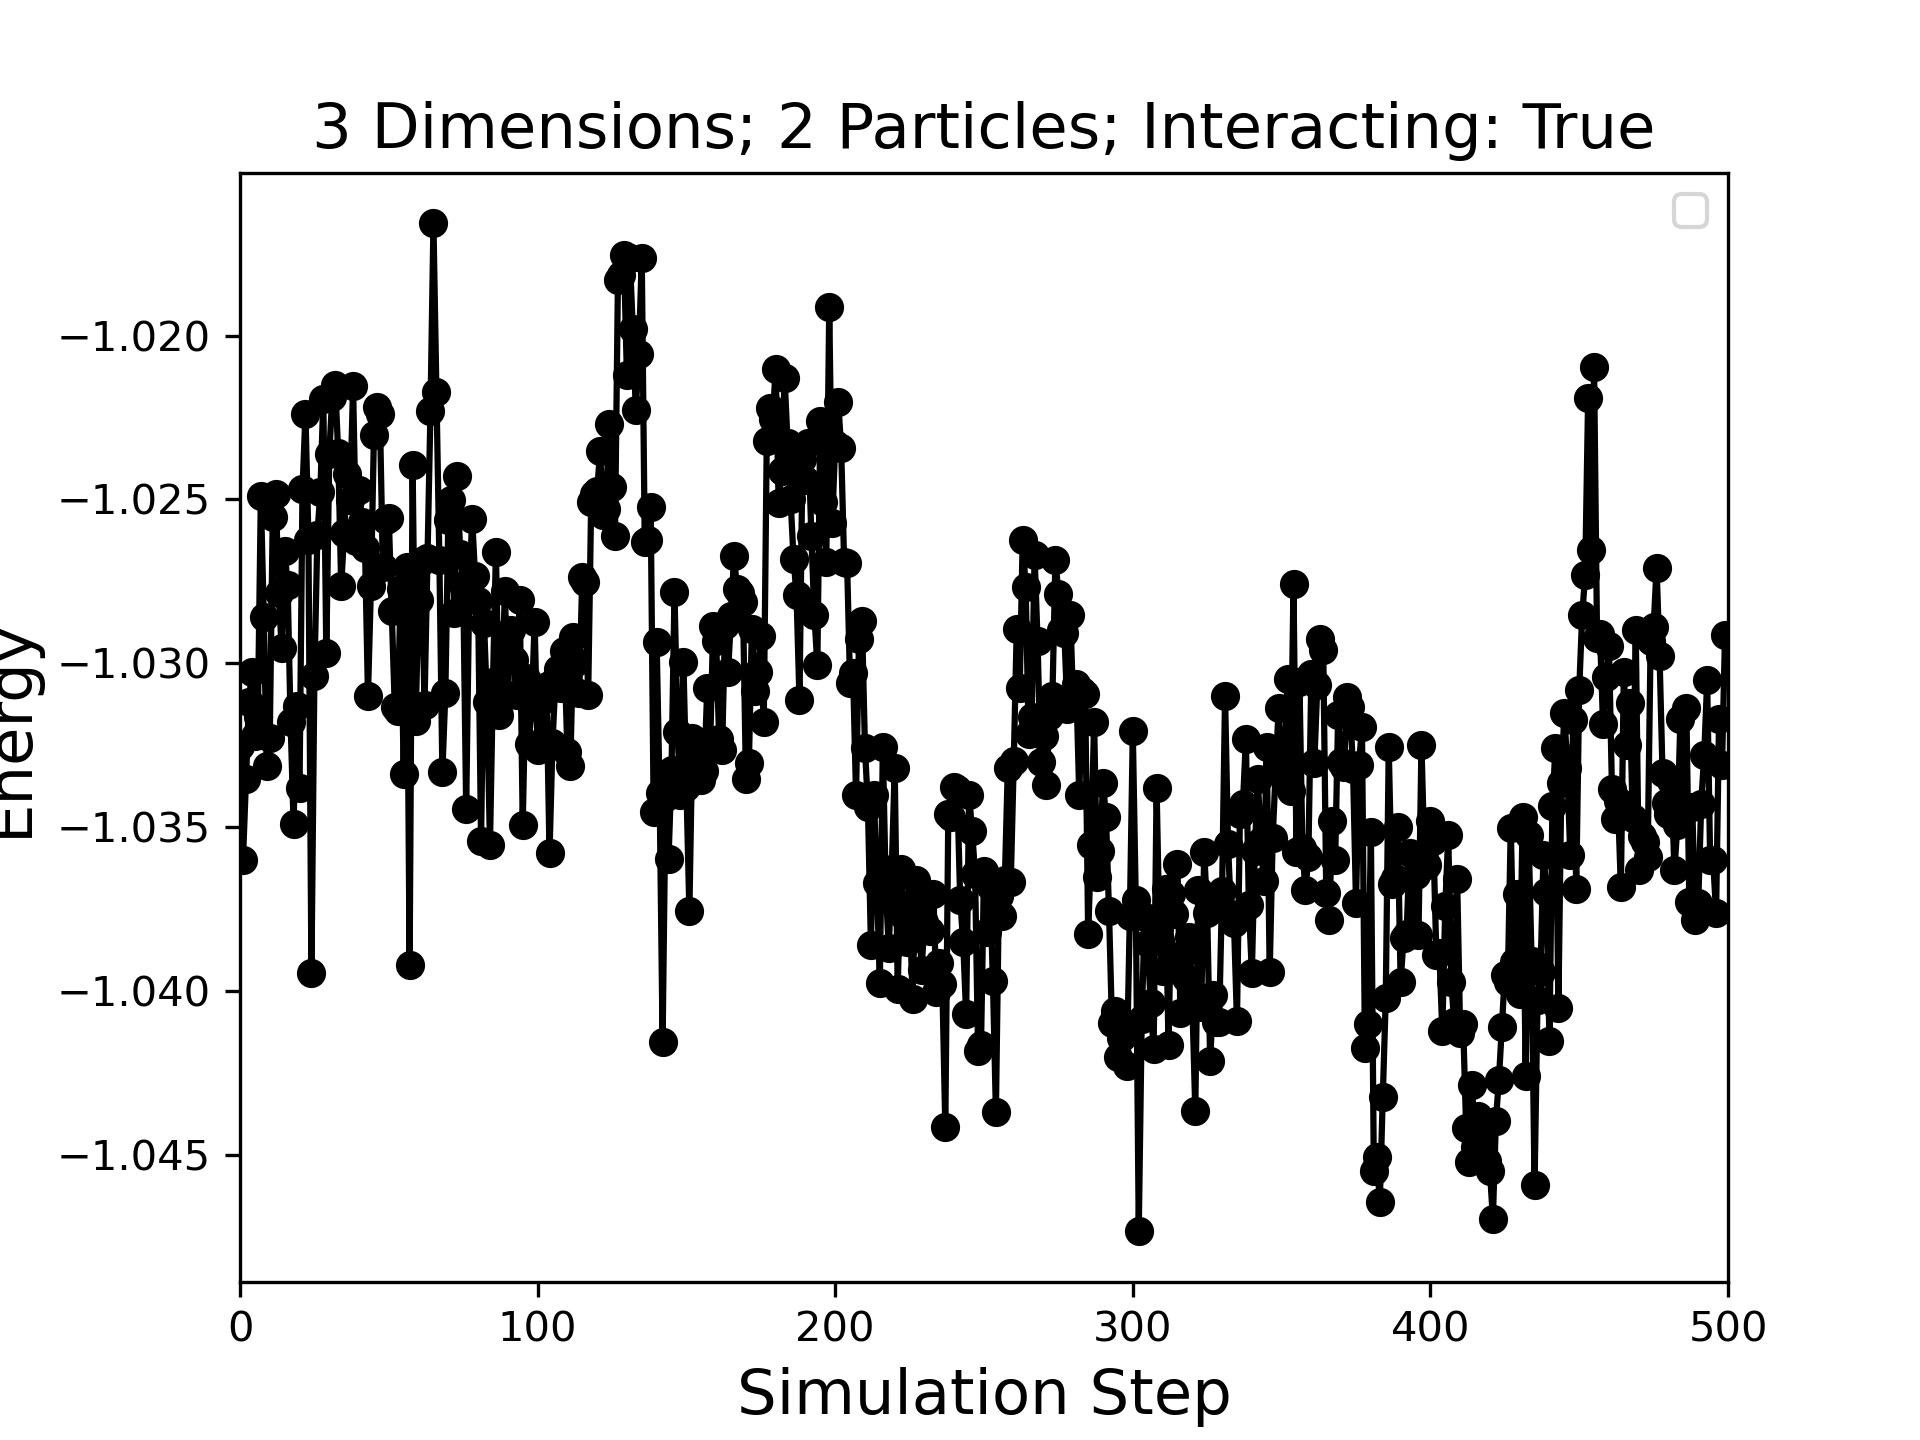 3 Dimensions; 2 Particles; Interacting: True
Energy
−1.020
−1.025
−1.030
−1.035
−1.040
−1.045
0 100 200 300 400 500
Simulation Step